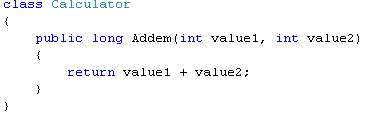 class Calculator
{
    public long Addem(int value1, int value2)
    {
        return value1 + value2;
    }
}